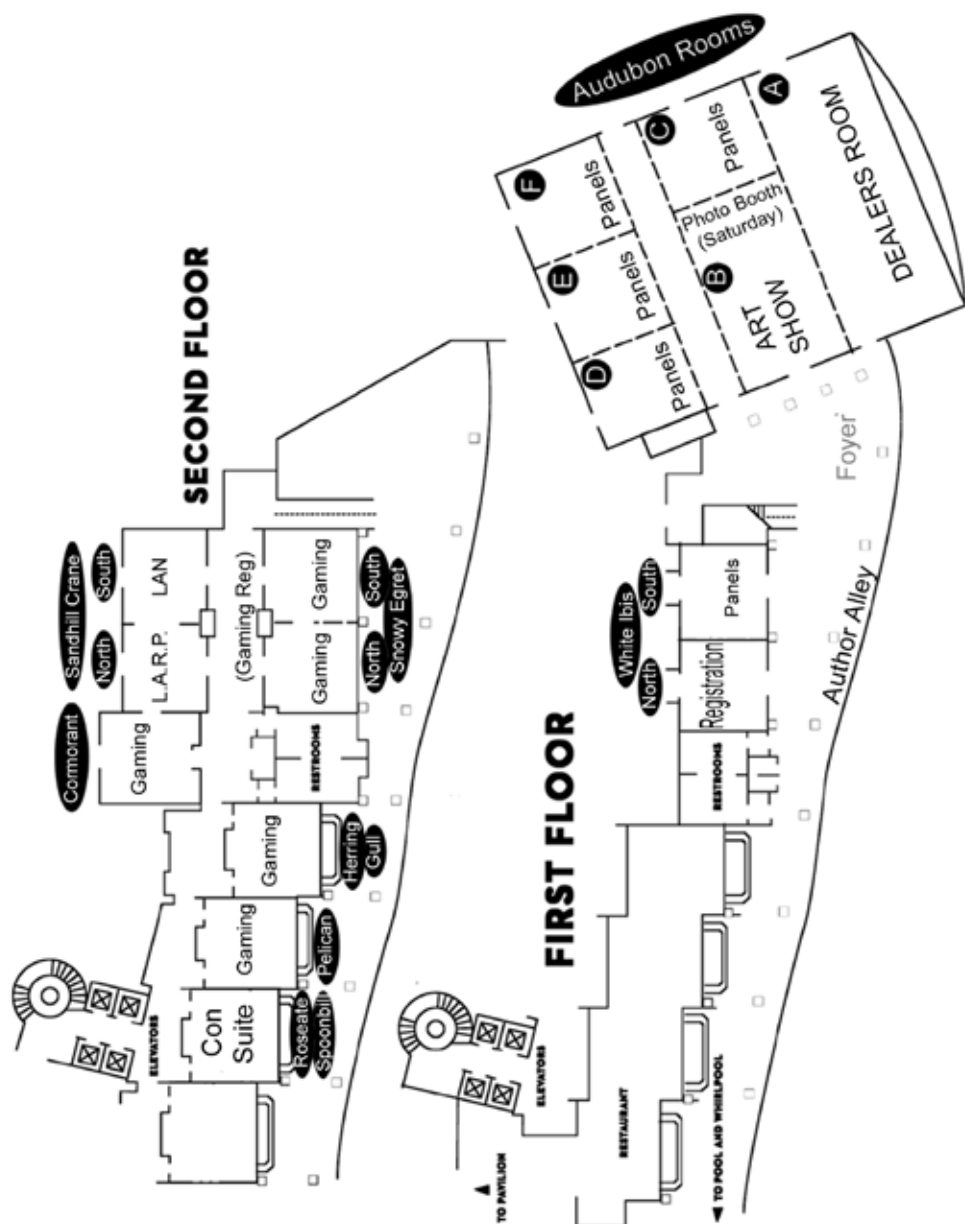 SECOND FLOOR
Sandhill Crane
North
South
Cormorant
L.A.R.P.
LAN
Gaming
(Gaming Reg)
Gaming
Gaming
North
South
Snowy Egret
RESTROOMS
Gaming
Herring
Gull
Gaming
Pelican
Con
Suite
Roseate
Spoonbill
ELEVATORS
FIRST FLOOR
Audubon Rooms
F
Panels
E
Panels
D
Panels
C
Panels
Photo Booth
(Saturday)
B
ART
SHOW
A
DEALERS ROOM
Foyer
Author Alley
White Ibis
North
South
Registration
Panels
RESTROOMS
ELEVATORS
RESTAURANT
TO PAVILION
TO POOL AND WHIRLPOOL